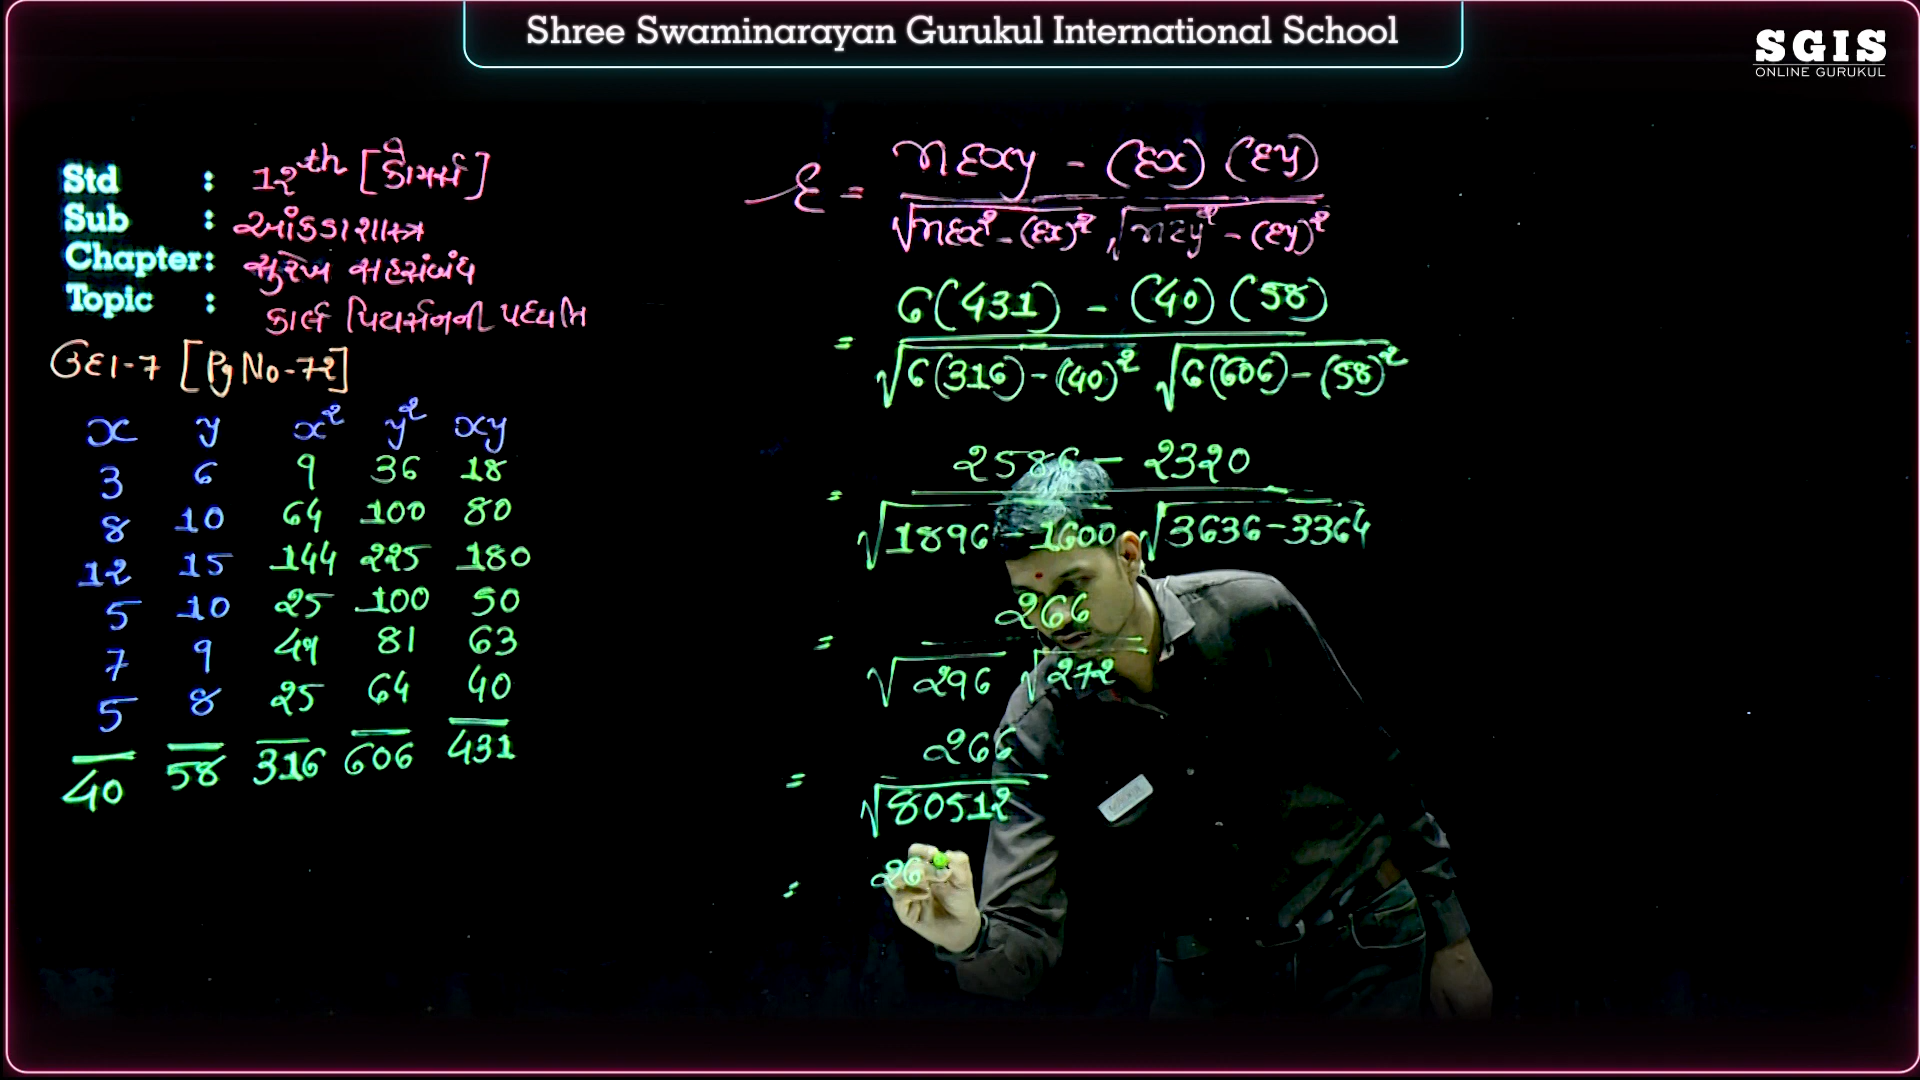 Shree Swaminarayan Gurukul International School
SGIS
ONLINE GURUKUL
Std : 12th [કૉમર્સ]
Sub : આંકડાશાસ્ત્ર
Chapter: સુરેખ સહસંબંધ
Topic : કાર્લ પિયર્સનની પદ્ધતિ
ઉદા-7 [Pg No-72]
x y x² y² xy
3 6 9 36 18
8 10 64 100 80
12 15 144 225 180
5 10 25 100 50
7 9 49 81 63
5 8 25 64 40
40 58 316 606 431
r = nΣxy - (Σx) (Σy)
√nΣx² - (Σx)² √nΣy² - (Σy)²
= 6(431) - (40) (58)
√6(316) - (40)² √6(606) - (58)²
= 2586 - 2320
√1896 - 1600 √3636-3364
= 266
√296 √272
= 266
√80512
= 26